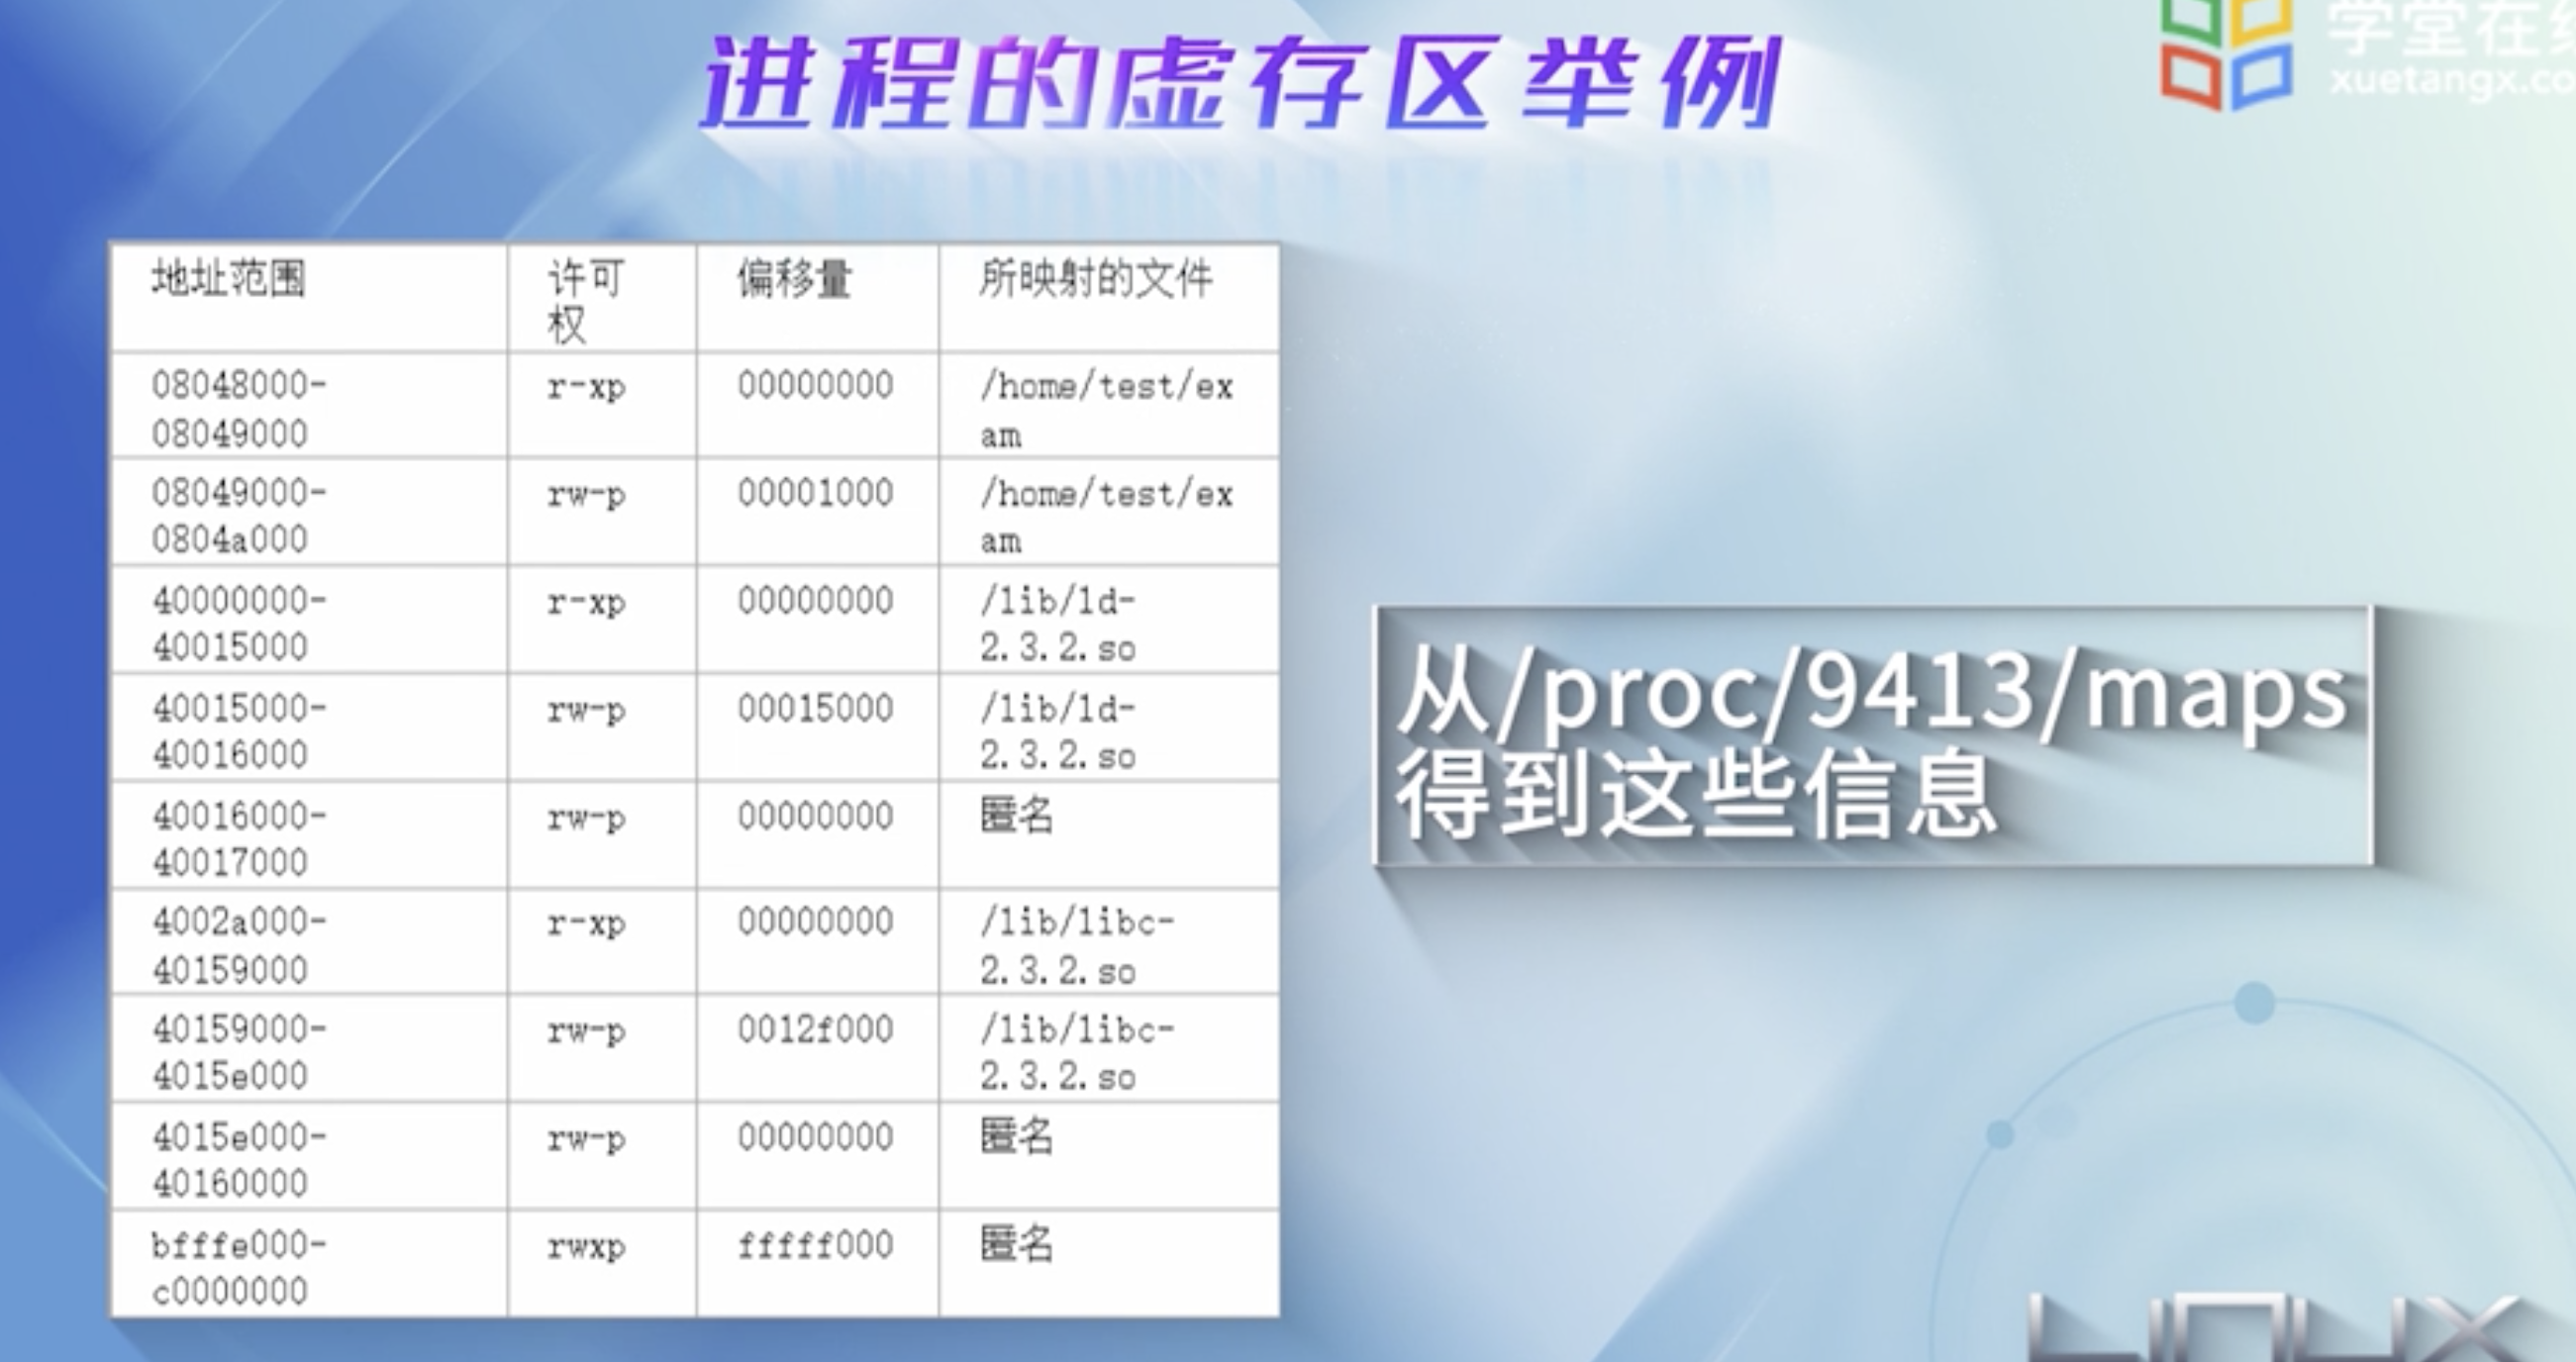 进程的虚存区举例
学堂在
xuetangx.co
地址范围 许可权 偏移量 所映射的文件
08048000-08049000 r-xp 00000000 /home/test/exam
08049000-0804a000 rw-p 00001000 /home/test/exam
40000000-40015000 r-xp 00000000 /lib/ld-2.3.2.so
40015000-40016000 rw-p 00015000 /lib/ld-2.3.2.so
40016000-40017000 rw-p 00000000 匿名
4002a000-40159000 r-xp 00000000 /lib/libc-2.3.2.so
40159000-4015e000 rw-p 0012f000 /lib/libc-2.3.2.so
4015e000-40160000 rw-p 00000000 匿名
bfffe000-c0000000 rwxp fffff000 匿名
从/proc/9413/maps
得到这些信息